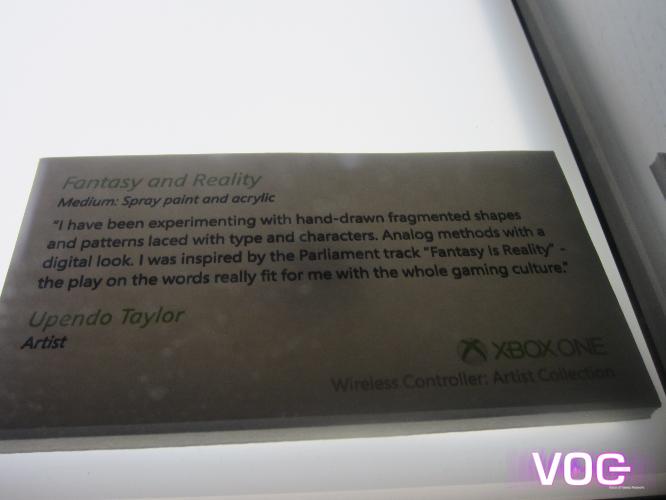 Fantasy and Reality
Medium: Spray paint and acrylic
"I have been experimenting with hand-drawn fragmented shapes
and patterns laced with type and characters. Analog methods with a
digital look. I was inspired by the Parliament track "Fantasy Is Reality" -
the play on the words really fit for me with the whole gaming culture."
Upendo Taylor
Artist
XBOX ONE
Wireless Controller: Artist Collection
VOG